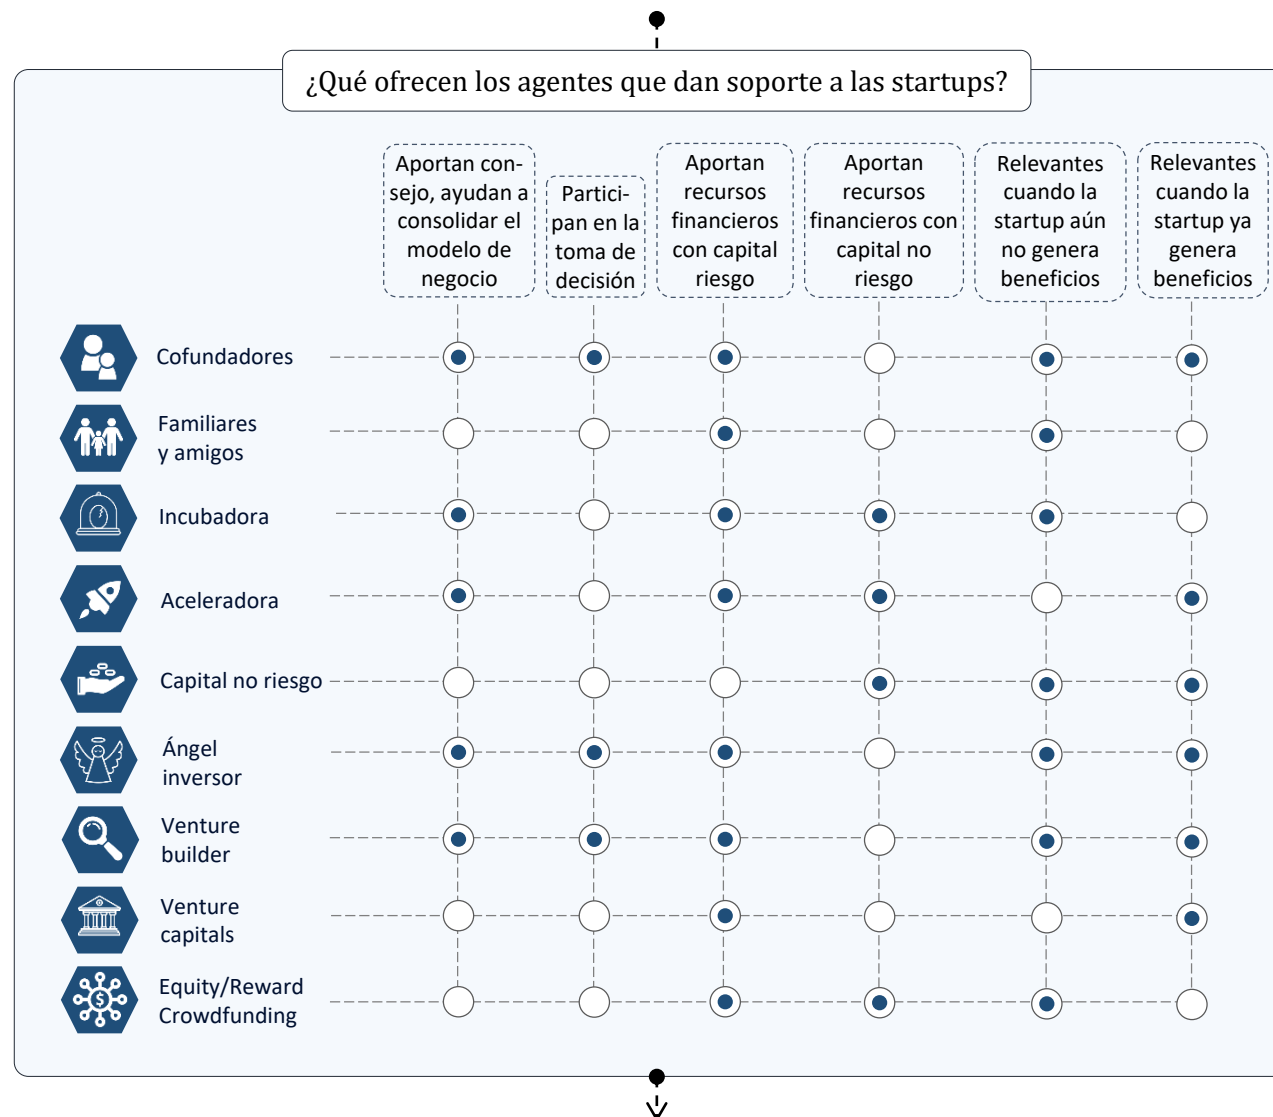 ¿Qué ofrecen los agentes que dan soporte a las startups?
Aportan con-
sejo, ayudan a
consolidar el
modelo de
negocio
Partici-
pan en la
toma de
decisión
Aportan
recursos
financieros
con capital
riesgo
Aportan
recursos
financieros con
capital no
riesgo
Relevantes
cuando la
startup aún
no genera
beneficios
Relevantes
cuando la
startup ya
genera
beneficios
Cofundadores
Familiares
y amigos
Incubadora
Aceleradora
Capital no riesgo
Ángel
inversor
Venture
builder
Venture
capitals
$
Equity/Reward
Crowdfunding